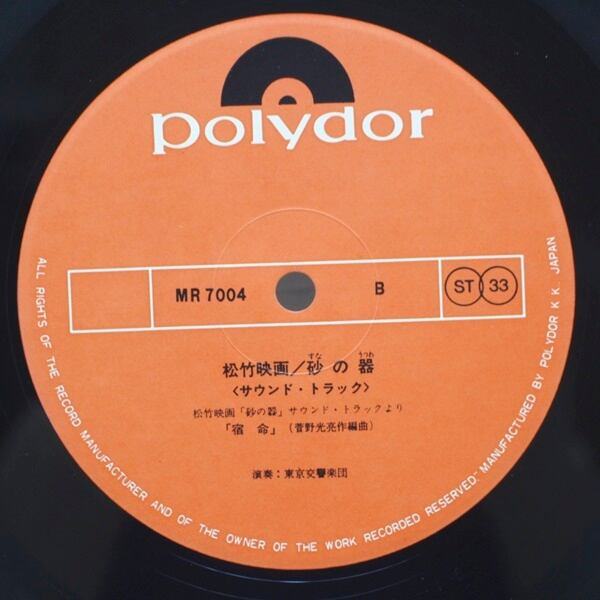 polydor
MR 7004 B ST 33
松竹映画／砂の器
すな うつわ
〈サウンド・トラック〉
松竹映画「砂の器」サウンド・トラックより
「宿 命」（菅野光亮作編曲）
演奏：東京交響楽団
ALL RIGHTS OF THE RECORD MANUFACTURER AND OF THE OWNER OF THE WORK RECORDED RESERVED: MANUFACTURED BY POLYDOR K K. JAPAN